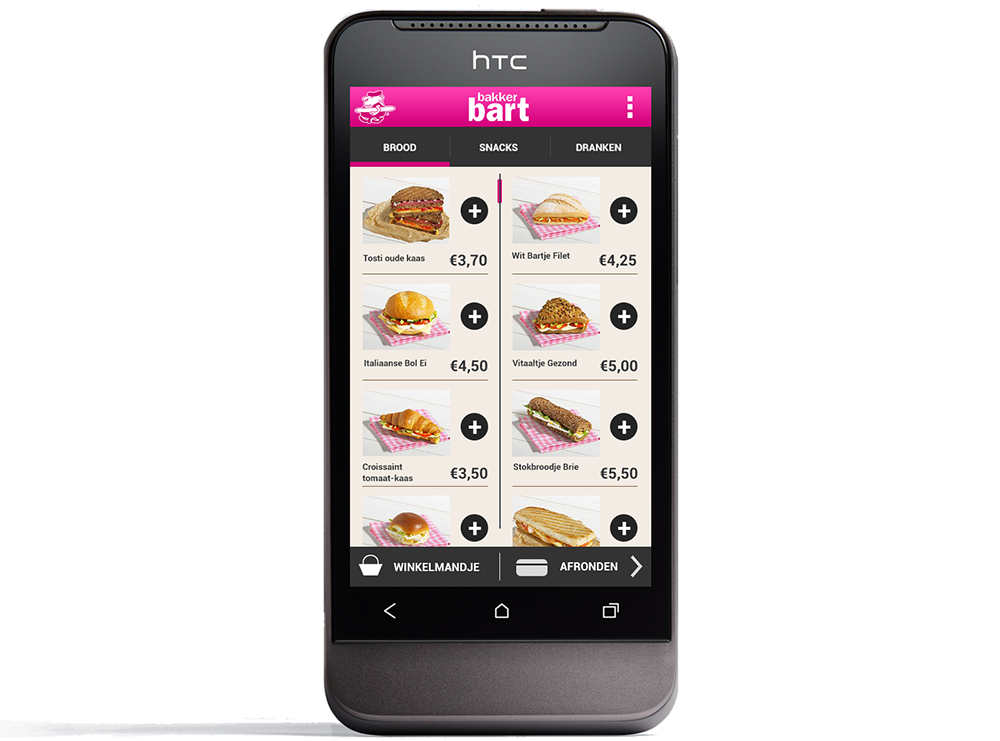 hTC
bakker
bart
BROOD SNACKS DRANKEN
Tosti oude kaas €3,70
Wit Bartje Filet €4,25
Italiaanse Bol Ei €4,50
Vitaaltje Gezond €5,00
Croissaint
tomaat-kaas €3,50
Stokbroodje Brie €5,50
WINKELMANDJE AFRONDEN